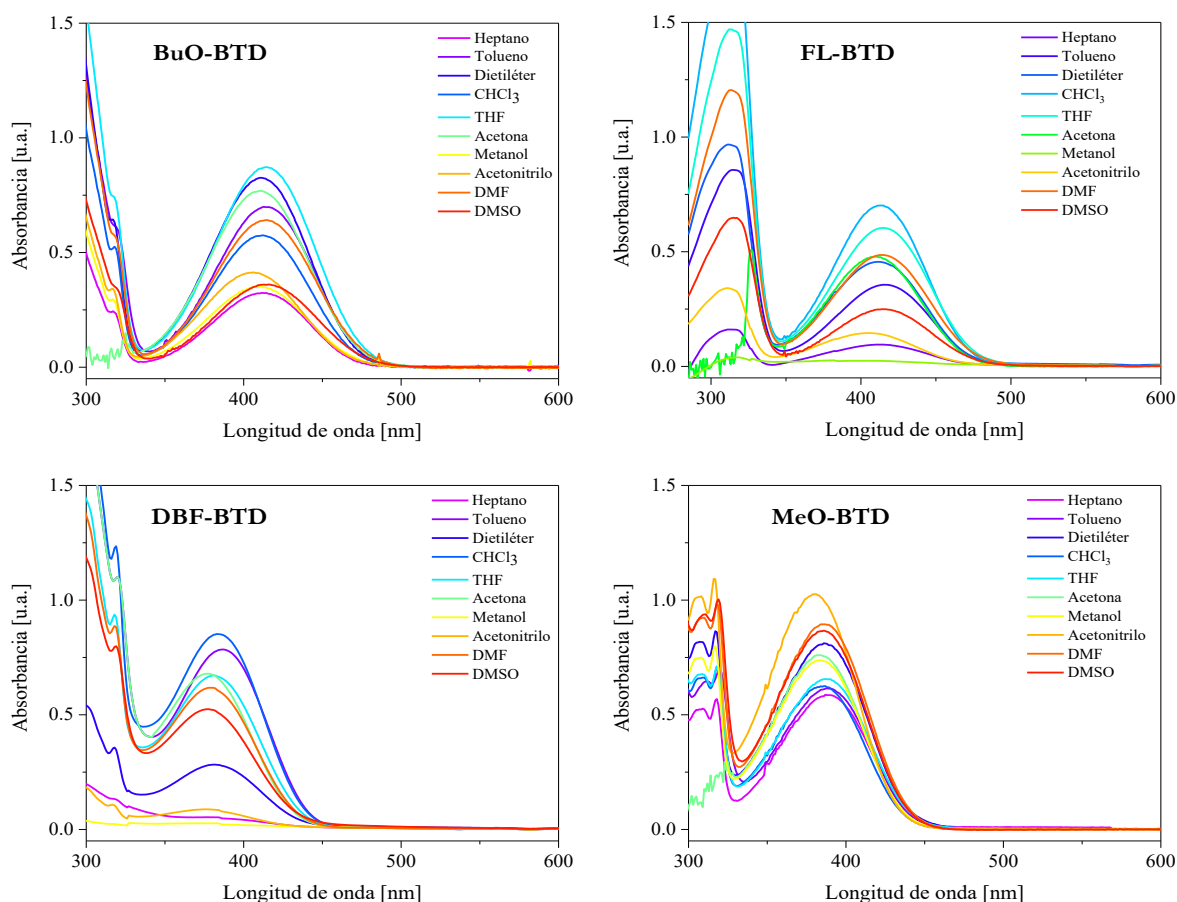 BuO-BTD
Absorbancia [u.a.]
1.5
1.0
0.5
0.0
300
400
500
600
Longitud de onda [nm]
Heptano
Tolueno
Dietiléter
CHCl3
THF
Acetona
Metanol
Acetonitrilo
DMF
DMSO
FL-BTD
Absorbancia [u.a.]
1.5
1.0
0.5
0.0
300
400
500
600
Longitud de onda [nm]
Heptano
Tolueno
Dietiléter
CHCl3
THF
Acetona
Metanol
Acetonitrilo
DMF
DMSO
DBF-BTD
Absorbancia [u.a.]
1.5
1.0
0.5
0.0
300
400
500
600
Longitud de onda [nm]
Heptano
Tolueno
Dietiléter
CHCl3
THF
Acetona
Metanol
Acetonitrilo
DMF
DMSO
MeO-BTD
Absorbancia [u.a.]
1.5
1.0
0.5
0.0
300
400
500
600
Longitud de onda [nm]
Heptano
Tolueno
Dietiléter
CHCl3
THF
Acetona
Metanol
Acetonitrilo
DMF
DMSO